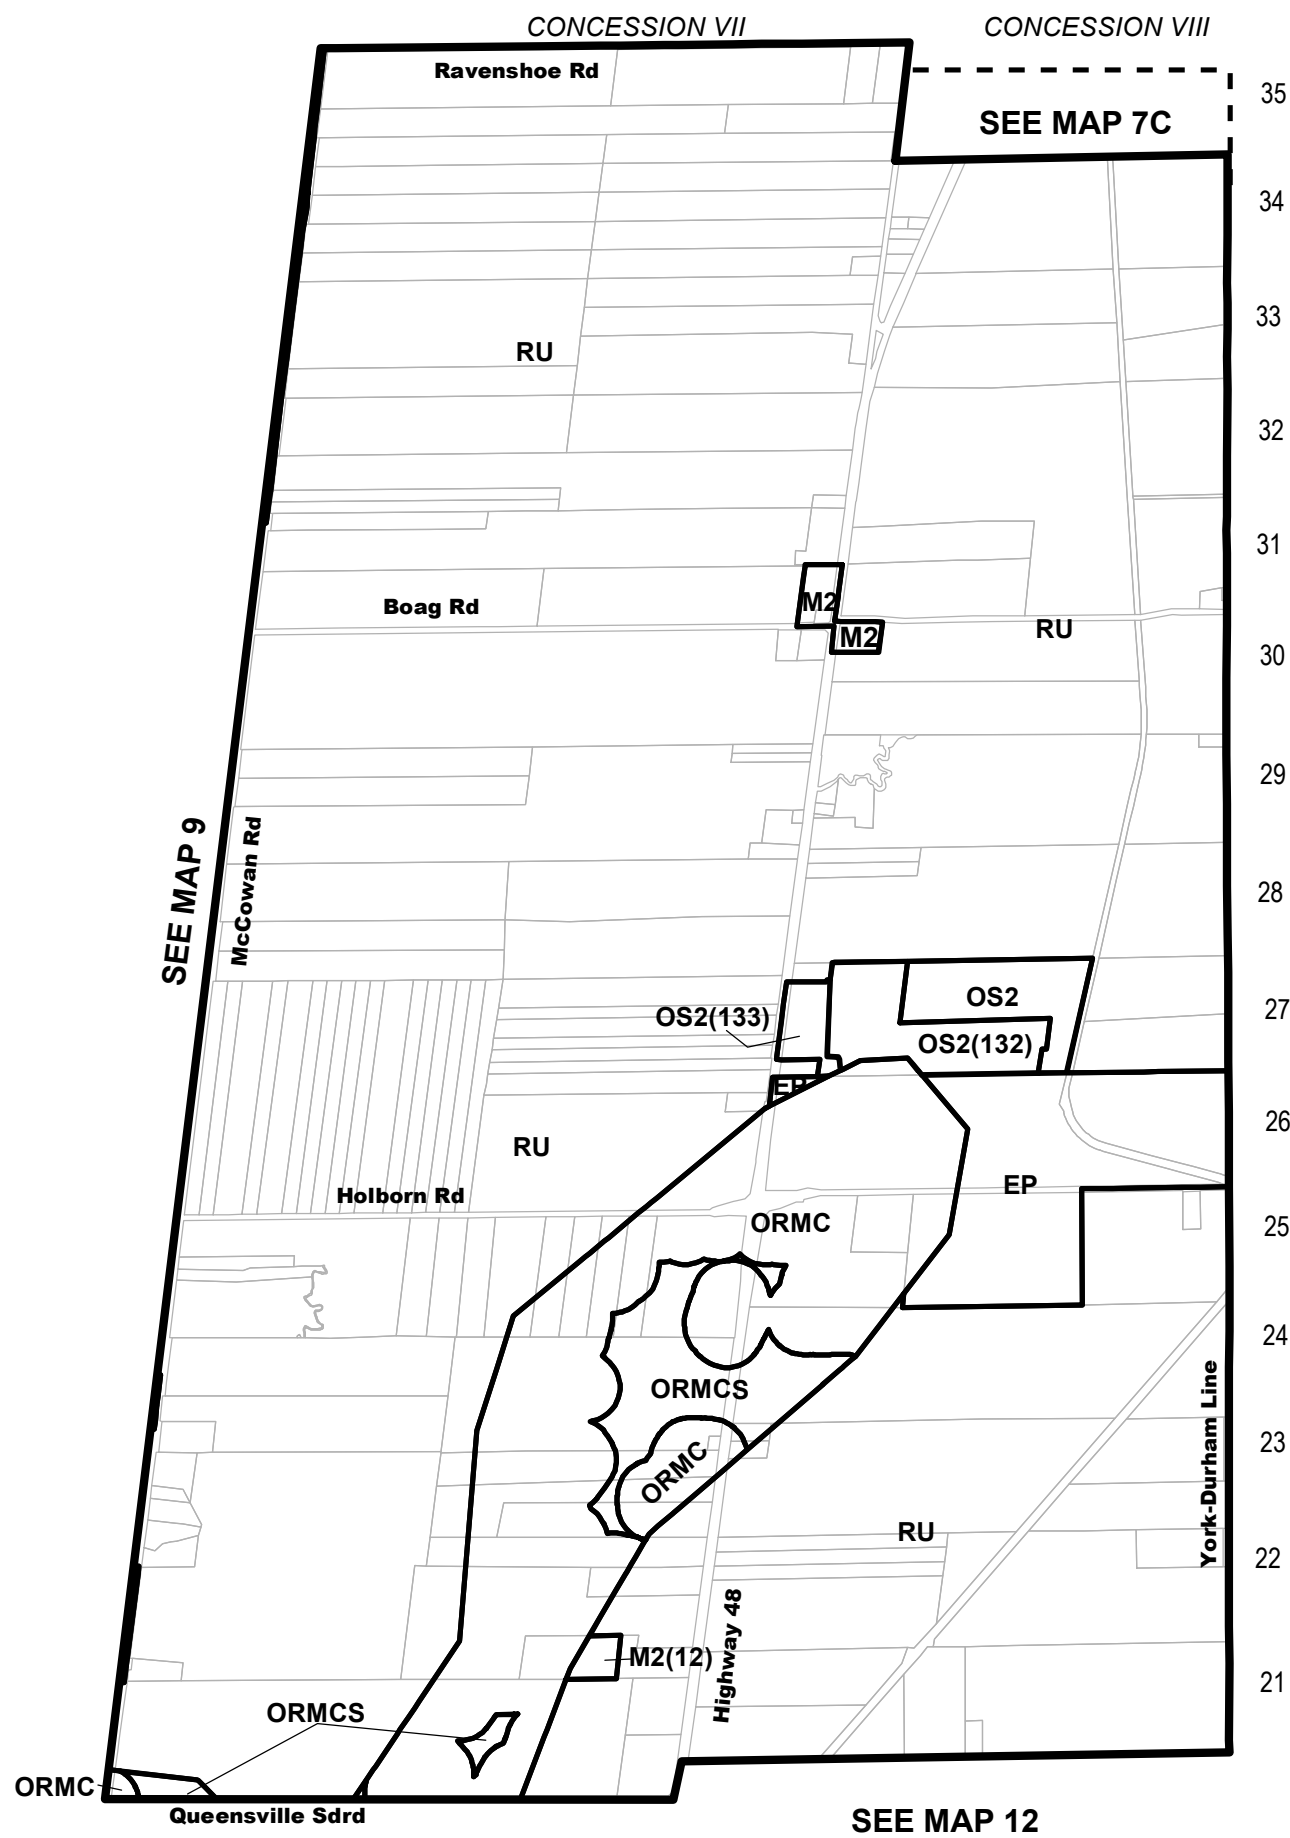 CONCESSION VII
CONCESSION VIII
Ravenshoe Rd
35
SEE MAP 7C
34
33
RU
32
31
M2
Boag Rd
M2
RU
30
29
SEE MAP 9
McCowan Rd
28
OS2
27
OS2(133)
OS2(132)
EP
26
RU
EP
Holborn Rd
ORMC
25
24
ORMCS
York-Durham Line
23
ORMC
RU
22
Highway 48
M2(12)
21
ORMCS
ORMC
Queensville Sdrd
SEE MAP 12